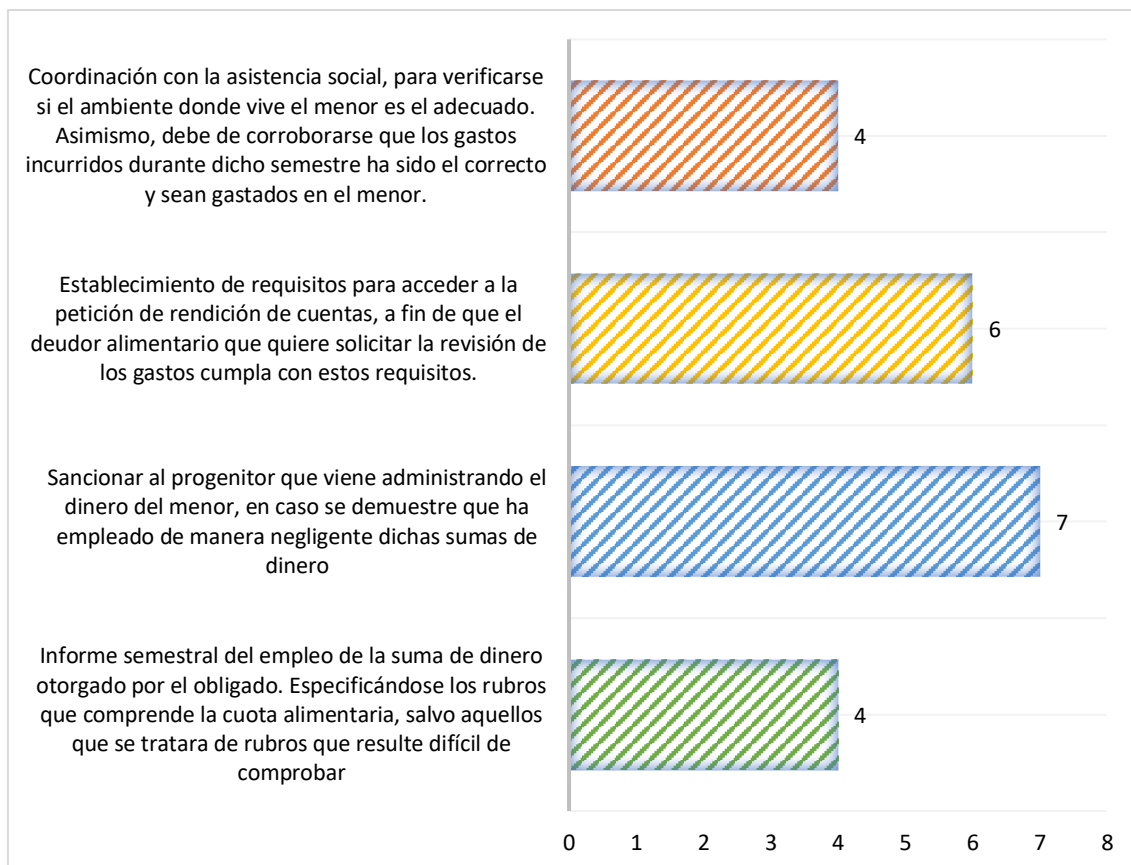 Coordinación con la asistencia social, para verificarse
si el ambiente donde vive el menor es el adecuado.
Asimismo, debe de corroborarse que los gastos
incurridos durante dicho semestre ha sido el correcto
y sean gastados en el menor.
4
Establecimiento de requisitos para acceder a la
petición de rendición de cuentas, a fin de que el
deudor alimentario que quiere solicitar la revisión de
los gastos cumpla con estos requisitos.
6
Sancionar al progenitor que viene administrando el
dinero del menor, en caso se demuestre que ha
empleado de manera negligente dichas sumas de
dinero
7
Informe semestral del empleo de la suma de dinero
otorgado por el obligado. Especificándose los rubros
que comprende la cuota alimentaria, salvo aquellos
que se tratara de rubros que resulte difícil de
comprobar
4
0 1 2 3 4 5 6 7 8